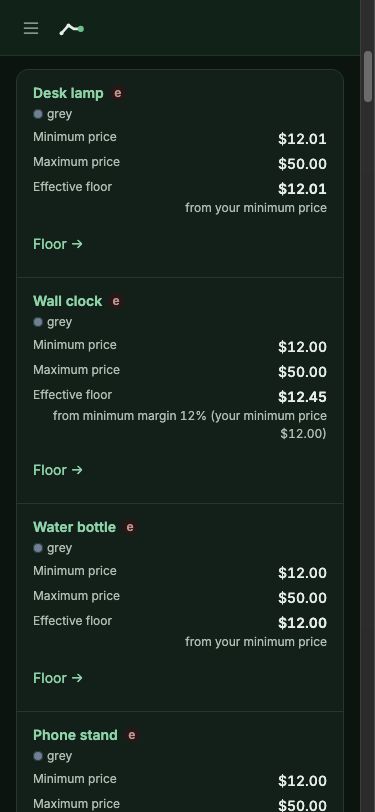 Desk lamp e
grey
Minimum price $12.01
Maximum price $50.00
Effective floor $12.01
from your minimum price
Floor →
Wall clock e
grey
Minimum price $12.00
Maximum price $50.00
Effective floor $12.45
from minimum margin 12% (your minimum price
$12.00)
Floor →
Water bottle e
grey
Minimum price $12.00
Maximum price $50.00
Effective floor $12.00
from your minimum price
Floor →
Phone stand e
grey
Minimum price $12.00
Maximum price $50.00